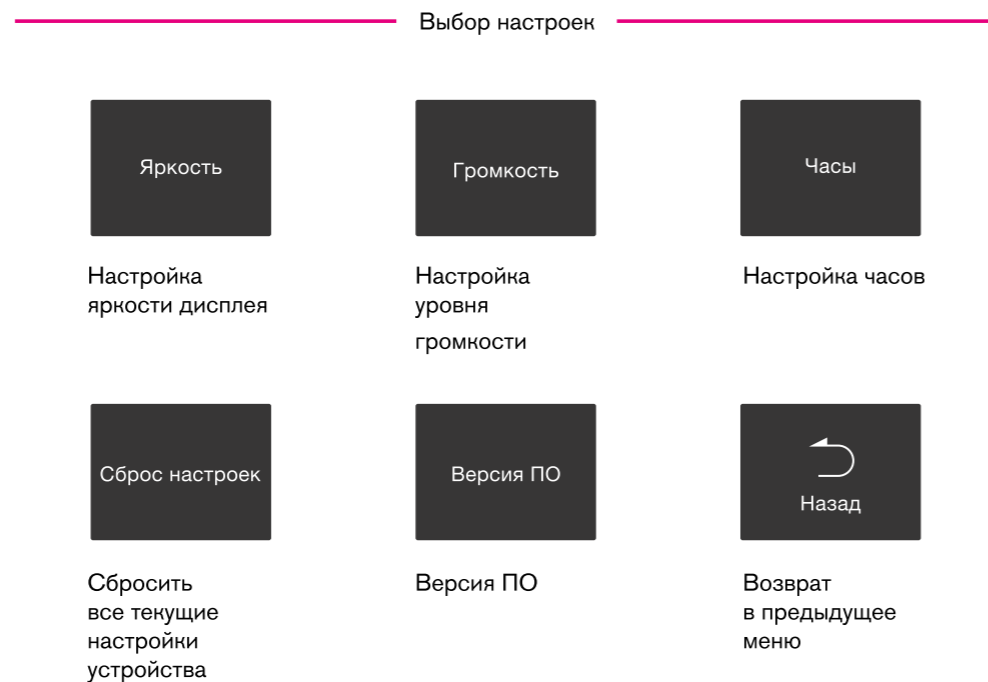 Выбор настроек
Яркость
Громкость
Часы
Настройка
яркости дисплея
Настройка
уровня
громкости
Настройка часов
Сброс настроек
Версия ПО
Назад
Сбросить
все текущие
настройки
устройства
Версия ПО
Возврат
в предыдущее
меню